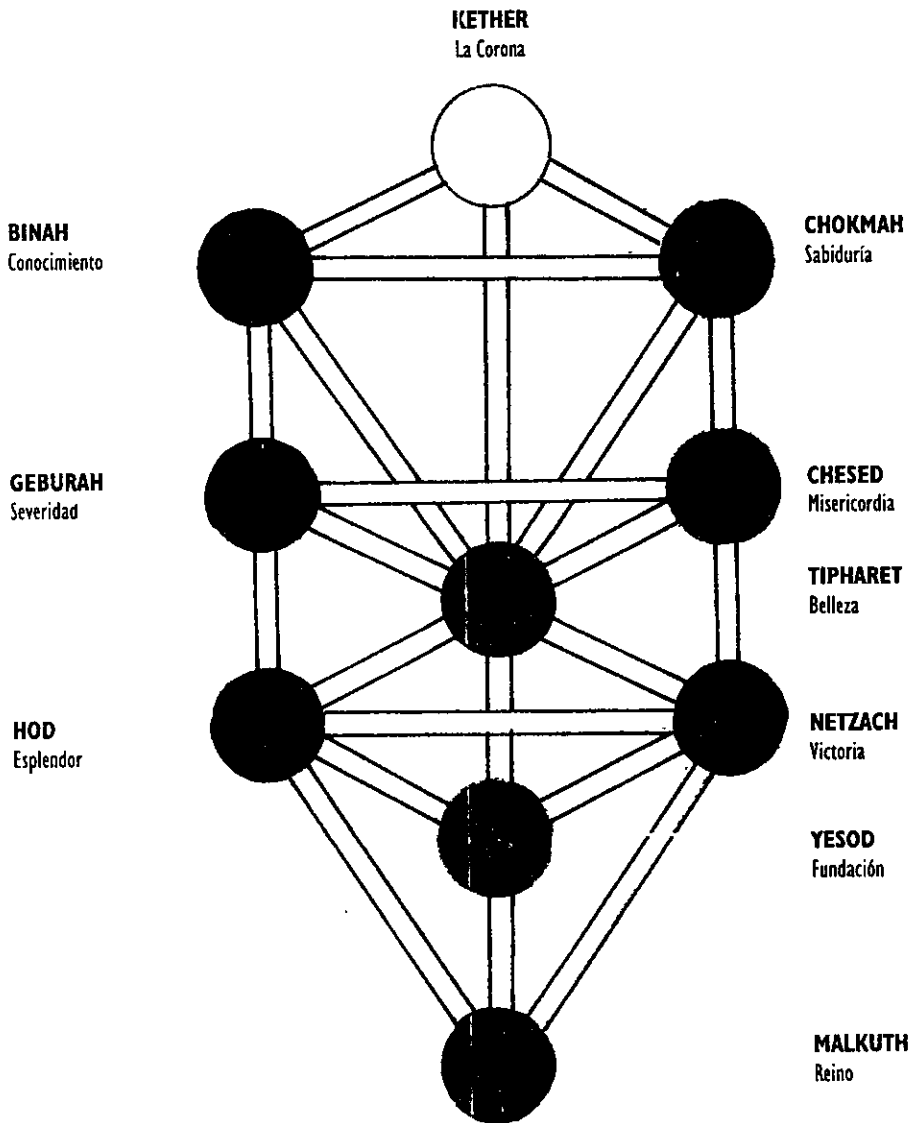 KETHER
La Corona
BINAH
Conocimiento
CHOKMAH
Sabiduría
GEBURAH
Severidad
CHESED
Misericordia
TIPHARET
Belleza
HOD
Esplendor
NETZACH
Victoria
YESOD
Fundación
MALKUTH
Reino